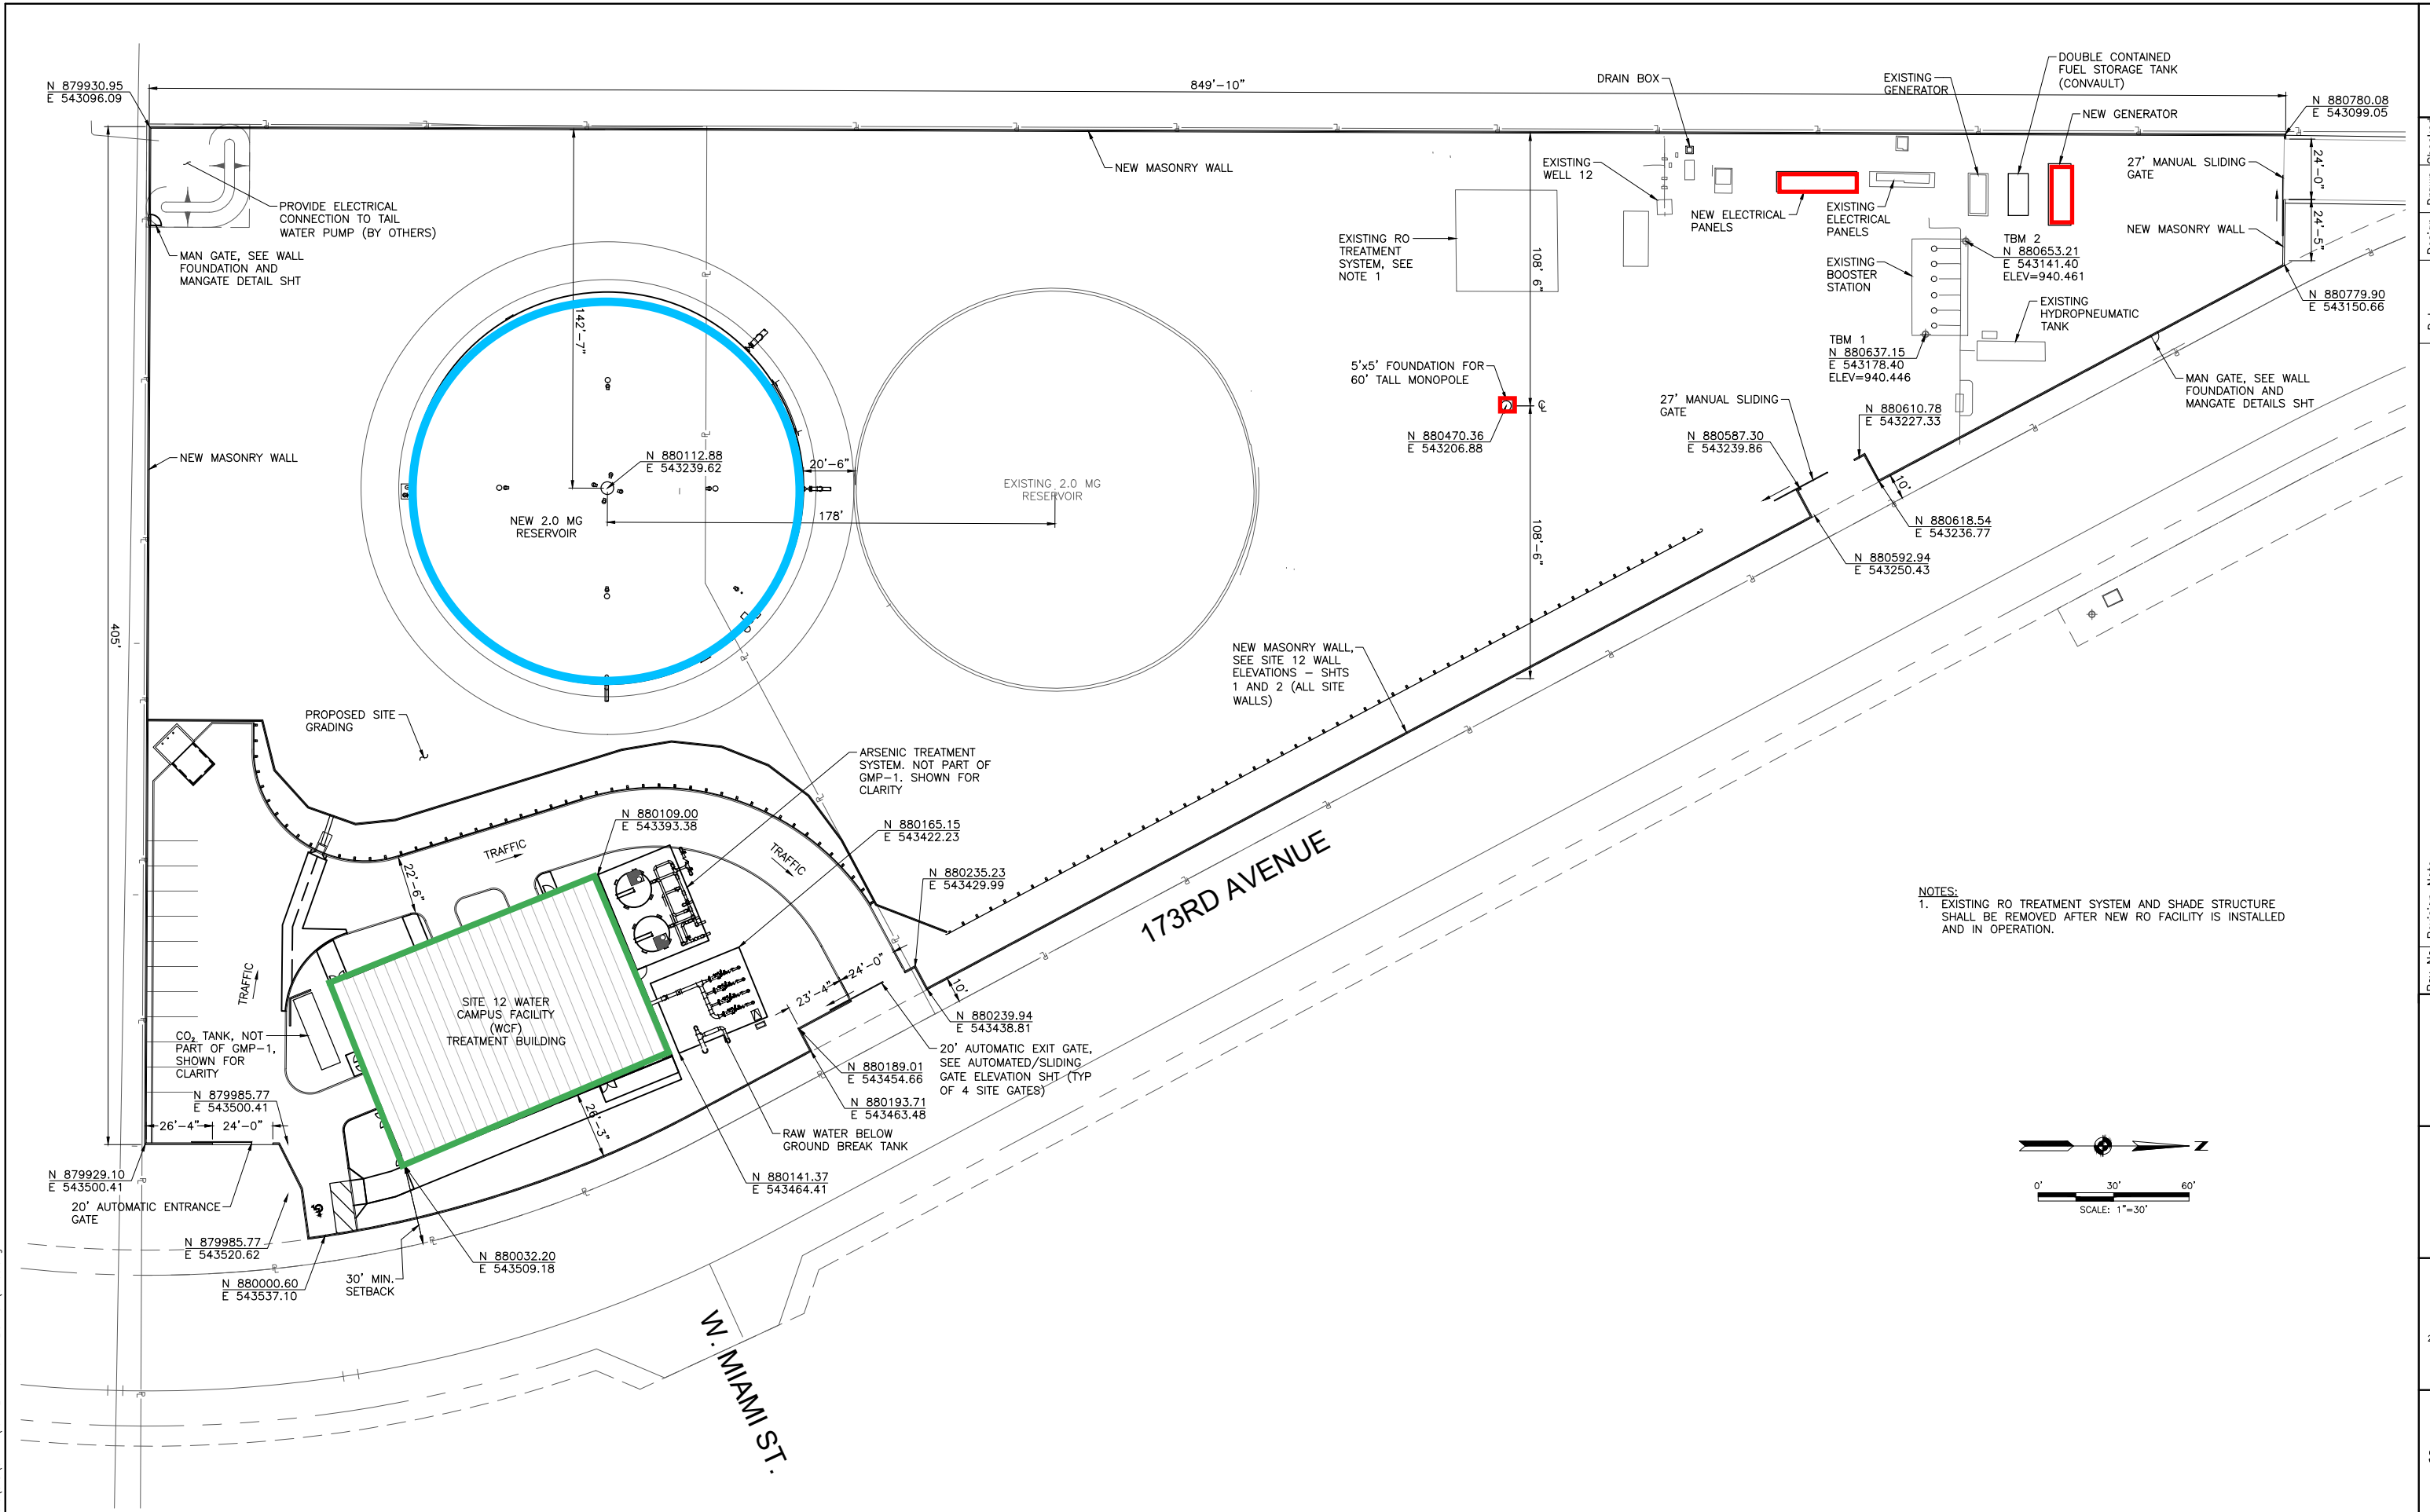 849'-10"
N 879930.95
E 543096.09
DRAIN BOX
EXISTING
GENERATOR
DOUBLE CONTAINED
FUEL STORAGE TANK
(CONVAULT)
N 880780.08
E 543099.05
NEW GENERATOR
NEW MASONRY WALL
EXISTING
WELL 12
27' MANUAL SLIDING
GATE
24'-0"
24'-5"
PROVIDE ELECTRICAL
CONNECTION TO TAIL
WATER PUMP (BY OTHERS)
NEW ELECTRICAL
PANELS
EXISTING
ELECTRICAL
PANELS
NEW MASONRY WALL
MAN GATE, SEE WALL
FOUNDATION AND
MANGATE DETAIL SHT
EXISTING RO
TREATMENT
SYSTEM, SEE
NOTE 1
108' 6"
TBM 2
N 880653.21
E 543141.40
ELEV=940.461
EXISTING
BOOSTER
STATION
N 880779.90
E 543150.66
EXISTING
HYDROPNEUMATIC
TANK
142'-7"
TBM 1
N 880637.15
E 543178.40
ELEV=940.446
5'x5' FOUNDATION FOR
60' TALL MONOPOLE
MAN GATE, SEE WALL
FOUNDATION AND
MANGATE DETAILS SHT
27' MANUAL SLIDING
GATE
N 880610.78
E 543227.33
N 880470.36
E 543206.88
N 880587.30
E 543239.86
NEW MASONRY WALL
N 880112.88
E 543239.62
20'-6"
EXISTING 2.0 MG
RESERVOIR
178'
NEW 2.0 MG
RESERVOIR
10'
N 880618.54
E 543236.77
108'-6"
N 880592.94
E 543250.43
405'
NEW MASONRY WALL,
SEE SITE 12 WALL
ELEVATIONS – SHTS
1 AND 2 (ALL SITE
WALLS)
PROPOSED SITE
GRADING
ARSENIC TREATMENT
SYSTEM. NOT PART OF
GMP–1. SHOWN FOR
CLARITY
N 880109.00
E 543393.38
N 880165.15
E 543422.23
TRAFFIC
TRAFFIC
22'-6"
N 880235.23
E 543429.99
173RD AVENUE
NOTES:
1. EXISTING RO TREATMENT SYSTEM AND SHADE STRUCTURE
SHALL BE REMOVED AFTER NEW RO FACILITY IS INSTALLED
AND IN OPERATION.
TRAFFIC
24'-0"
23'-4"
10'
SITE 12 WATER
CAMPUS FACILITY
(WCF)
TREATMENT BUILDING
CO₂ TANK, NOT
PART OF GMP–1,
SHOWN FOR
CLARITY
N 880239.94
E 543438.81
20' AUTOMATIC EXIT GATE,
SEE AUTOMATED/SLIDING
GATE ELEVATION SHT (TYP
OF 4 SITE GATES)
N 880189.01
E 543454.66
N 879985.77
E 543500.41
N 880193.71
E 543463.48
26'-4"
24'-0"
26'-3"
RAW WATER BELOW
GROUND BREAK TANK
N 879929.10
E 543500.41
N 880141.37
E 543464.41
20' AUTOMATIC ENTRANCE
GATE
N
0' 30' 60'
SCALE: 1"=30'
N 879985.77
E 543520.62
N 880032.20
E 543509.18
N 880000.60
E 543537.10
30' MIN.
SETBACK
W. MIAMI ST.